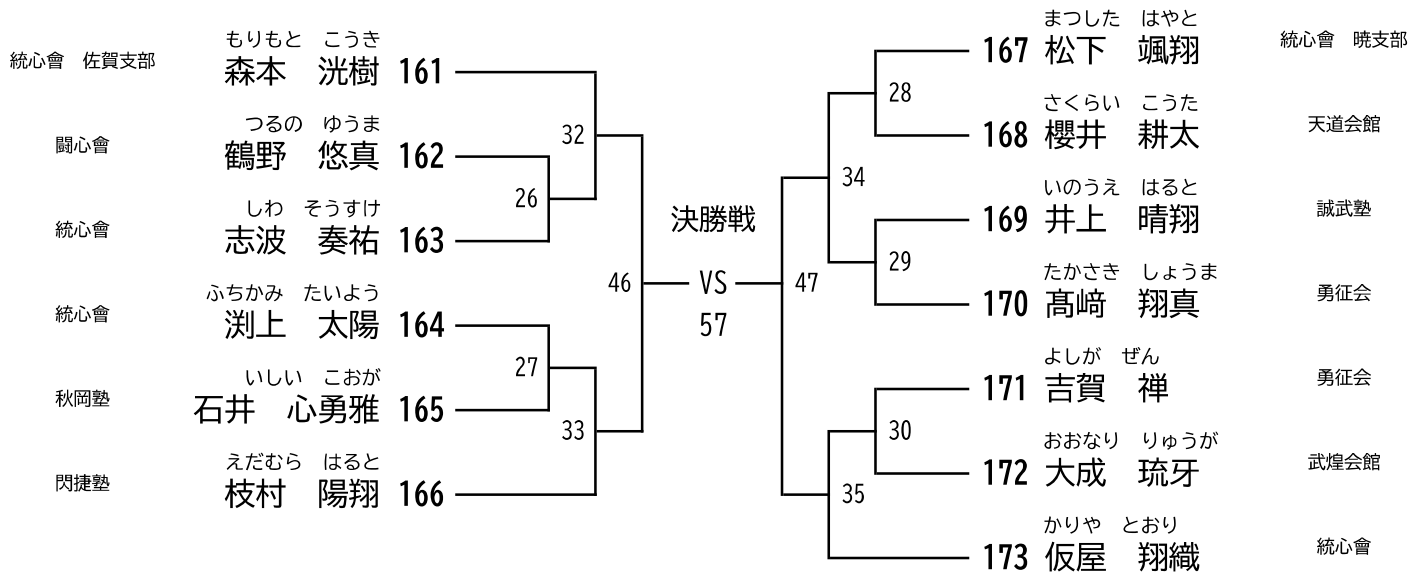 もりもと こうき
統心會 佐賀支部 森本 洸樹 161
32
つるの ゆうま
闘心會 鶴野 悠真 162
26
しわ そうすけ
統心會 志波 奏祐 163
46
ふちかみ たいよう
統心會 渕上 太陽 164
27
いしい こおが
秋岡塾 石井 心勇雅 165
33
えだむら はると
閃捷塾 枝村 陽翔 166
決勝戦
VS
57
まつした はやと
167 松下 颯翔 統心會 暁支部
28
さくらい こうた
168 櫻井 耕太 天道会館
34
いのうえ はると
169 井上 晴翔 誠武塾
29
たかさき しょうま
170 髙﨑 翔真 勇征会
47
よしが ぜん
171 吉賀 禅 勇征会
30
おおなり りゅうが
172 大成 琉牙 武煌会館
35
かりや とおり
173 仮屋 翔織 統心會